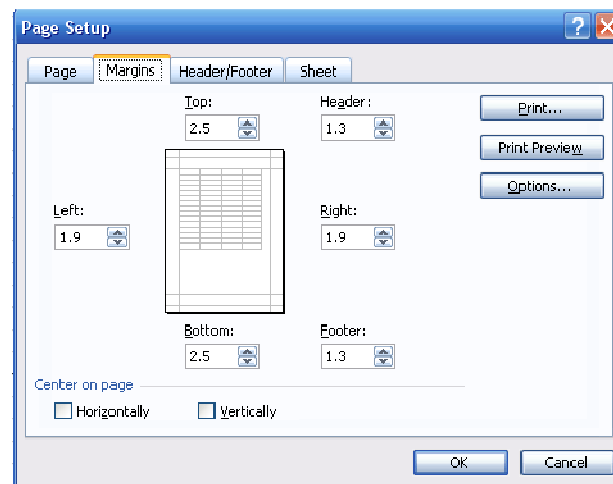 Page Setup
Page Margins Header/Footer Sheet
Top: Header:
2.5 1.3
Print...
Print Preview
Options...
Left: Right:
1.9 1.9
Bottom: Footer:
2.5 1.3
Center on page
Horizontally Vertically
OK Cancel